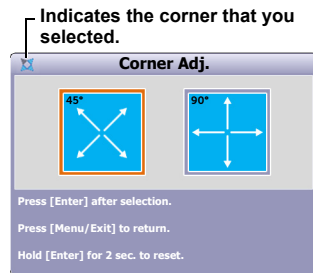 Indicates the corner that you
selected.
Corner Adj.
45°
90°
Press [Enter] after selection.
Press [Menu/Exit] to return.
Hold [Enter] for 2 sec. to reset.